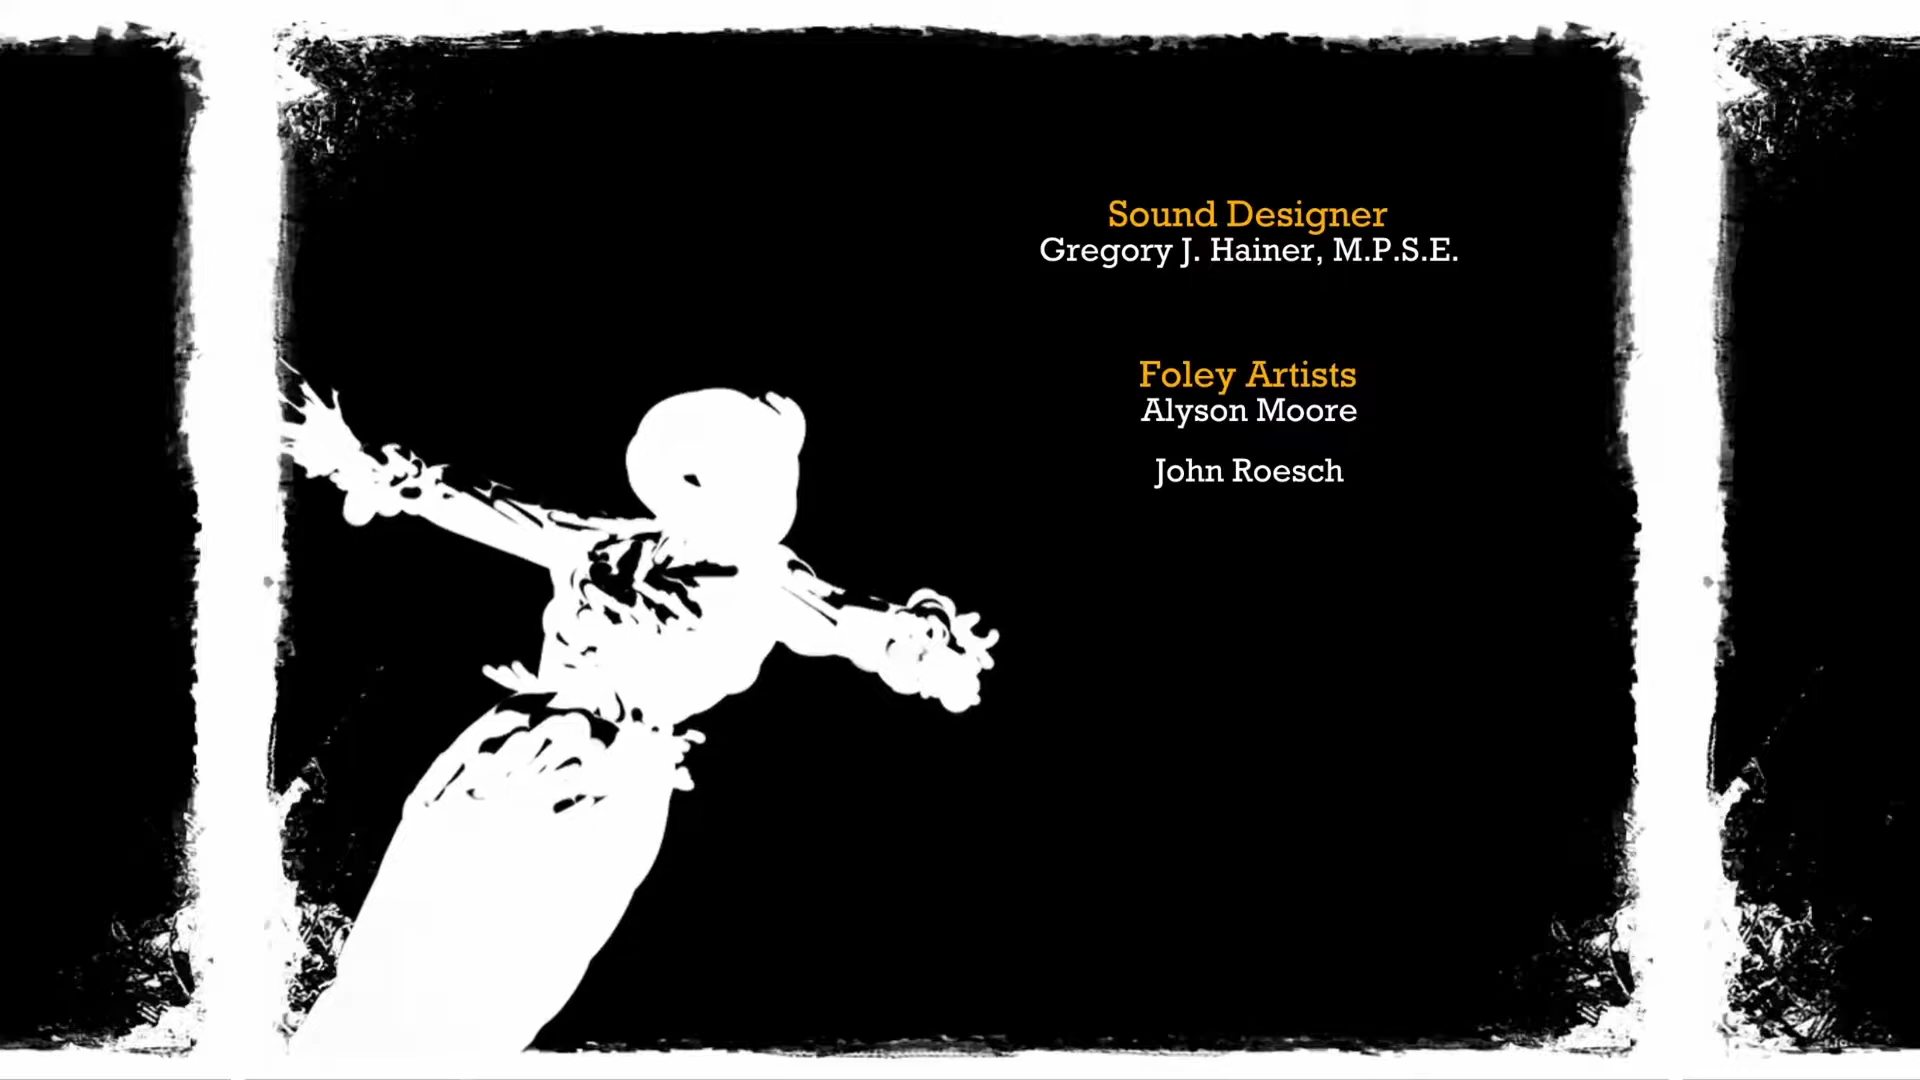 Sound Designer
Gregory J. Hainer, M.P.S.E.
Foley Artists
Alyson Moore
John Roesch